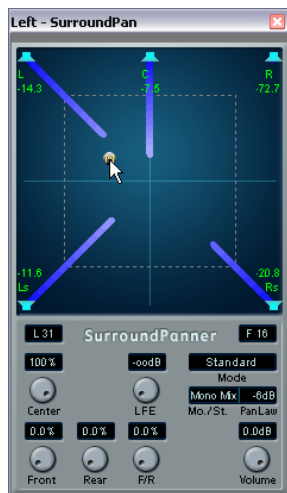 Left - SurroundPan
L C R
-14.3 -7.5 -72.7
-11.6 -20.8
Ls Rs
L 31 SurroundPanner F 16
100% -oodB Standard
Mode
Mono Mix -6dB
Center LFE Mo./St. PanLaw
0.0% 0.0% 0.0% 0.0dB
Front Rear F/R Volume